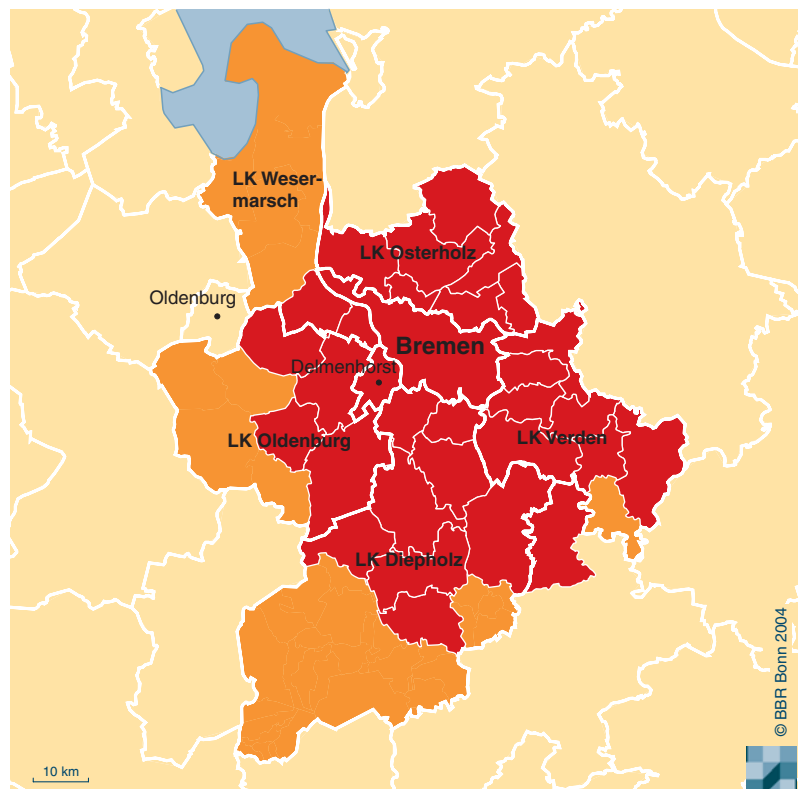 LK Weser-
marsch
LK Osterholz
Oldenburg
Bremen
Delmenhorst
LK Oldenburg
LK Verden
LK Diepholz
© BBR Bonn 2004
10 km